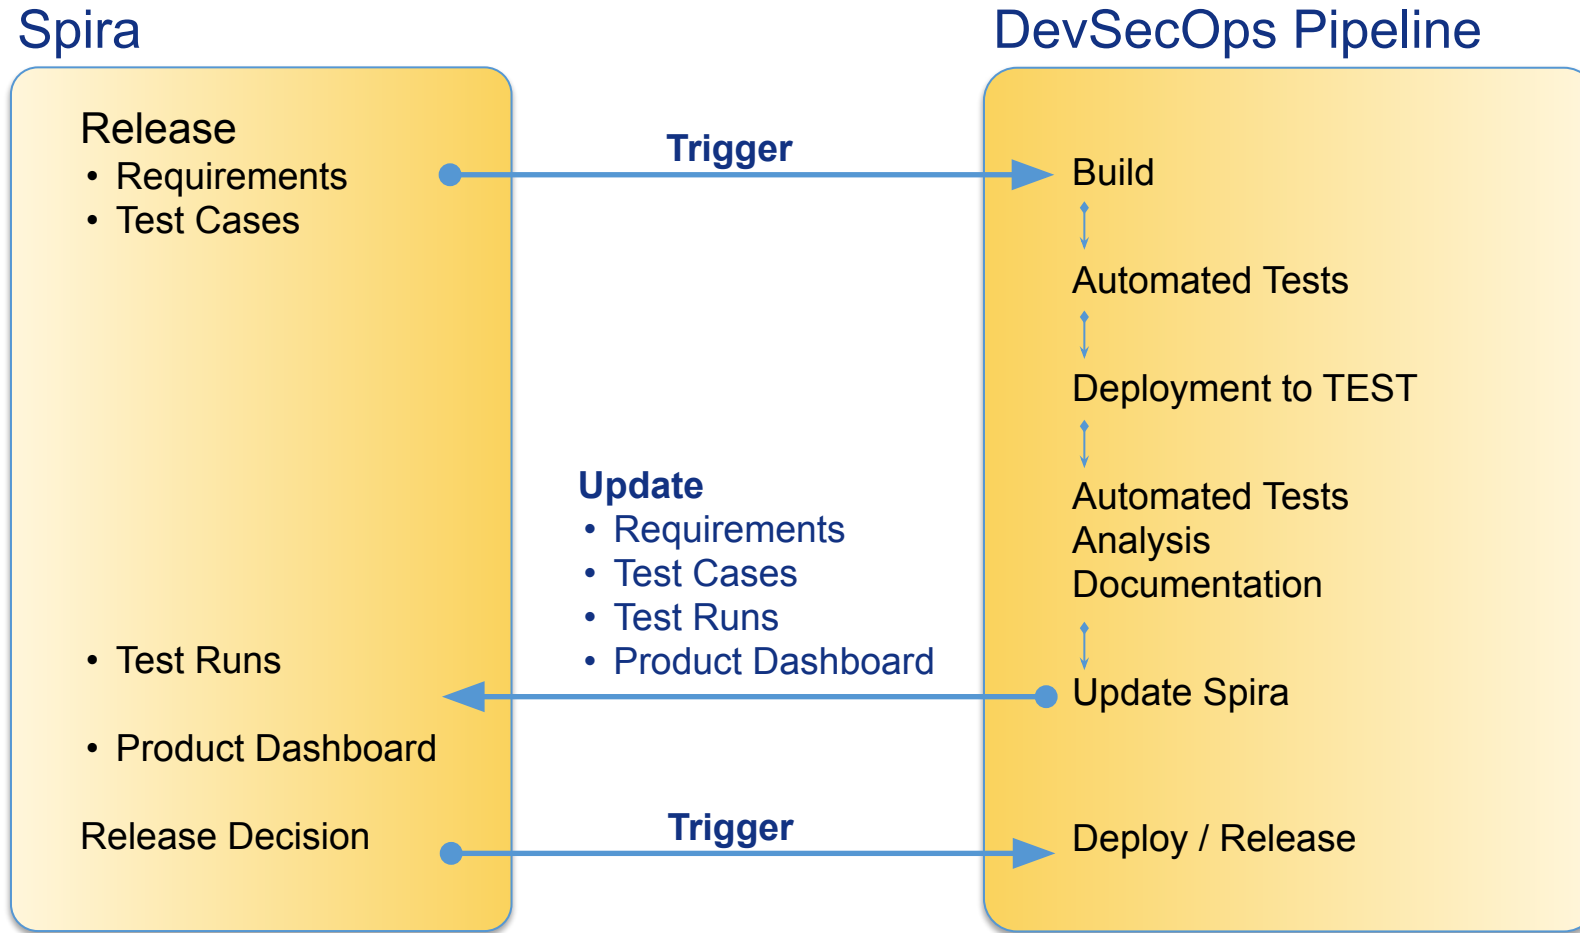 Spira
Release
• Requirements
• Test Cases
• Test Runs
• Product Dashboard
Release Decision
Trigger
Update
• Requirements
• Test Cases
• Test Runs
• Product Dashboard
Trigger
DevSecOps Pipeline
Build
Automated Tests
Deployment to TEST
Automated Tests
Analysis
Documentation
Update Spira
Deploy / Release